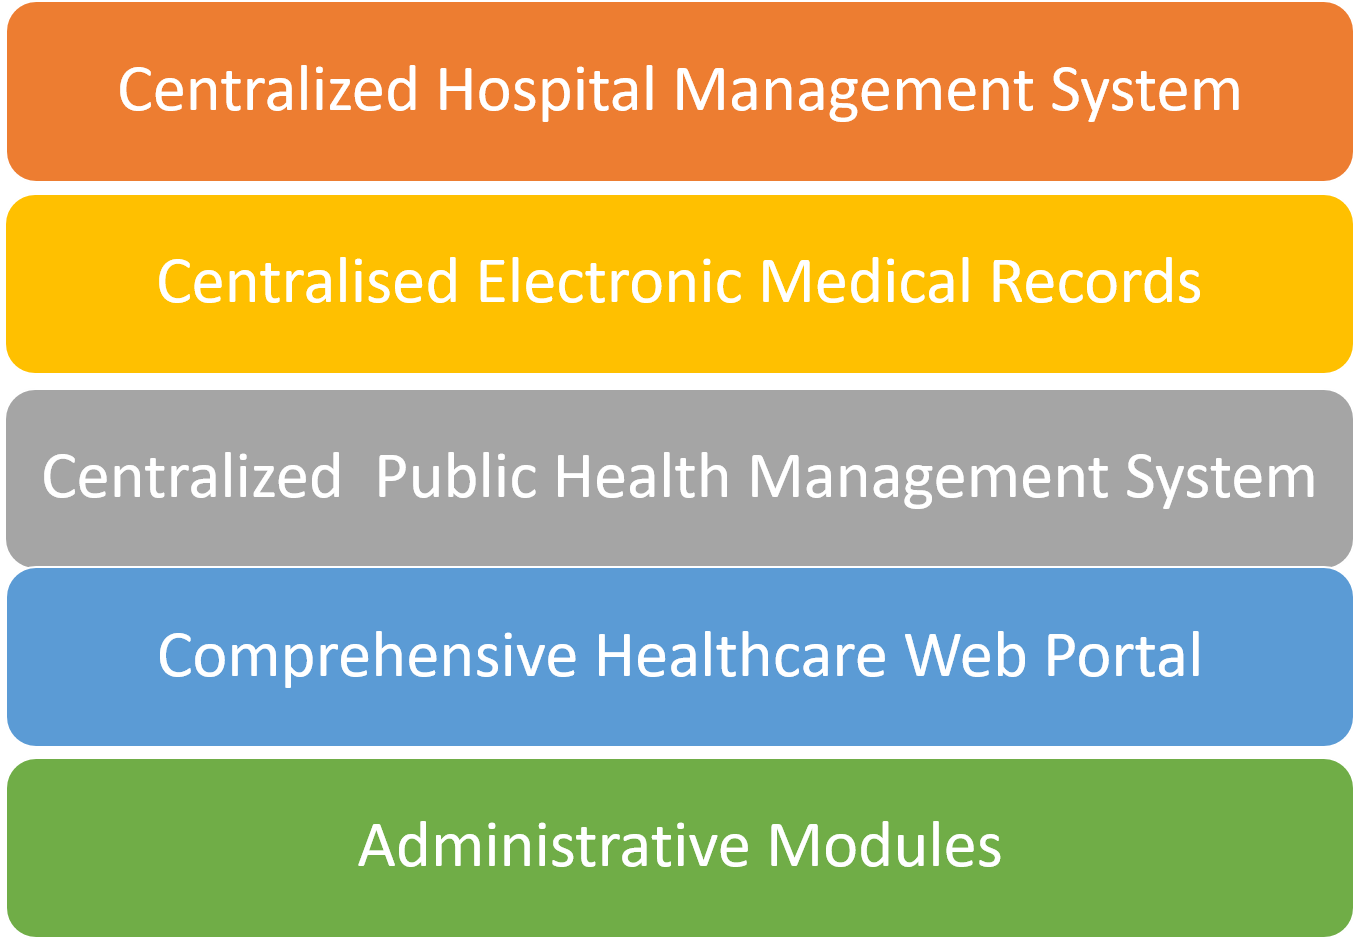 Centralized Hospital Management System
Centralised Electronic Medical Records
Centralized  Public Health Management System
Comprehensive Healthcare Web Portal
Administrative Modules